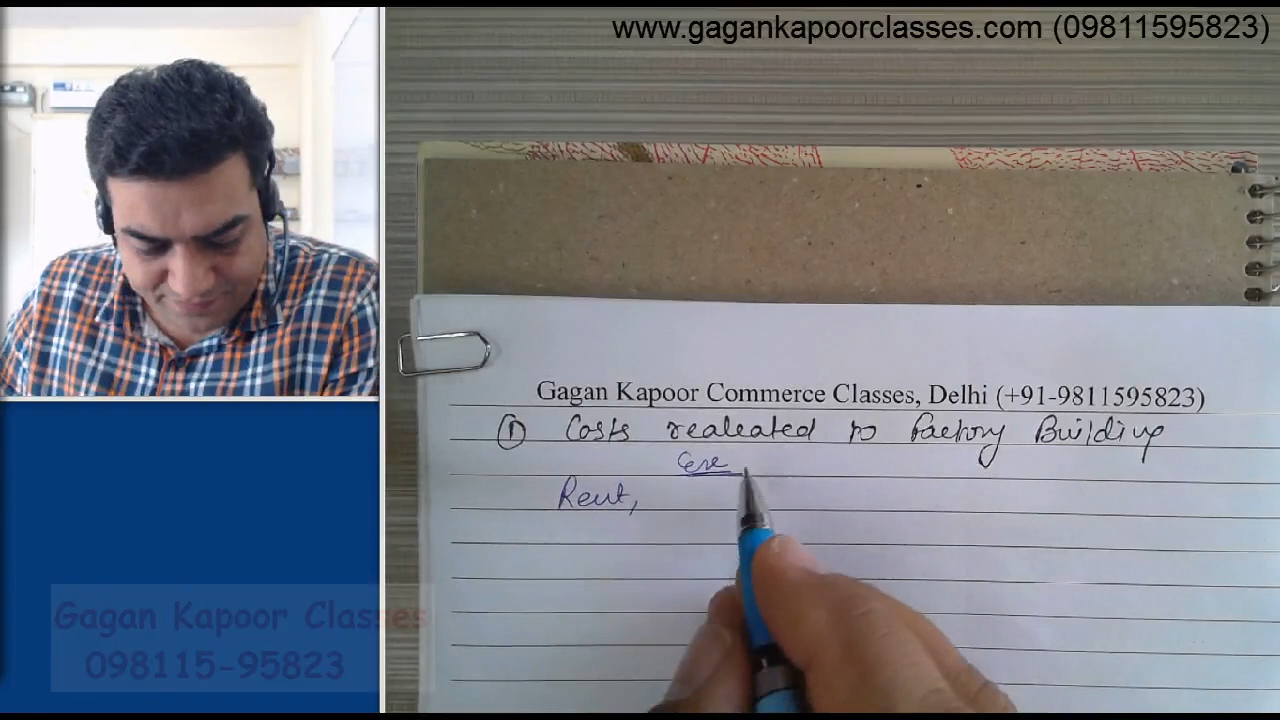 www.gagankapoorclasses.com (09811595823)
Gagan Kapoor Commerce Classes, Delhi (+91-9811595823)
① Costs realeated to Factory Building
Rent,
Gagan Kapoor Classes
098115-95823